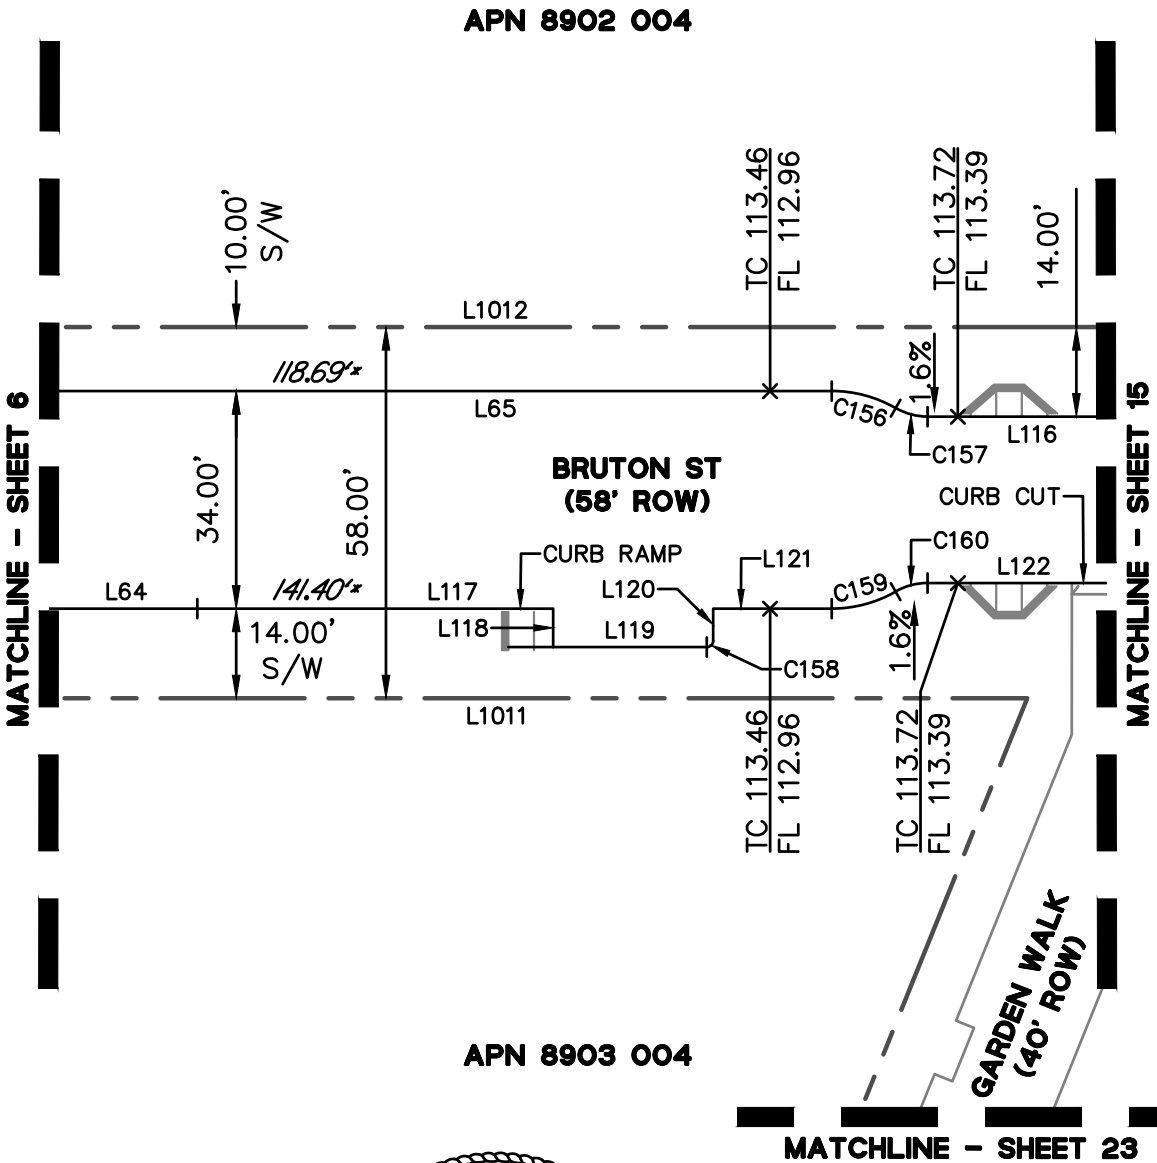 APN 8902 004
10.00'
S/W
TC 113.46
FL 112.96
TC 113.72
FL 113.39
14.00'
L1012
118.69'*
1.6%
L65
C156
L116
C157
MATCHLINE - SHEET 6
MATCHLINE - SHEET 15
BRUTON ST
(58' ROW)
34.00'
58.00'
CURB CUT
CURB RAMP
C160
L121
L122
L64
141.40'*
L117
L120
C159
L118
L119
14.00'
S/W
1.6%
C158
L1011
TC 113.46
FL 112.96
TC 113.72
FL 113.39
GARDEN WALK
(40' ROW)
APN 8903 004
MATCHLINE - SHEET 23